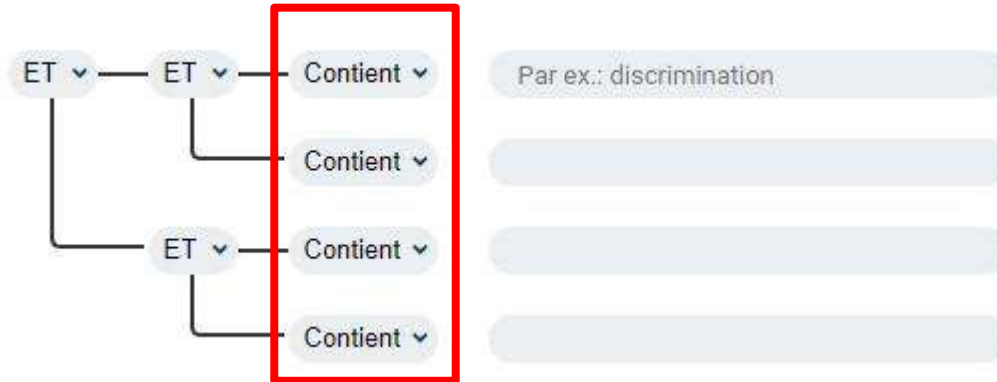 ET ET Contient Par ex.: discrimination
Contient
ET Contient
Contient